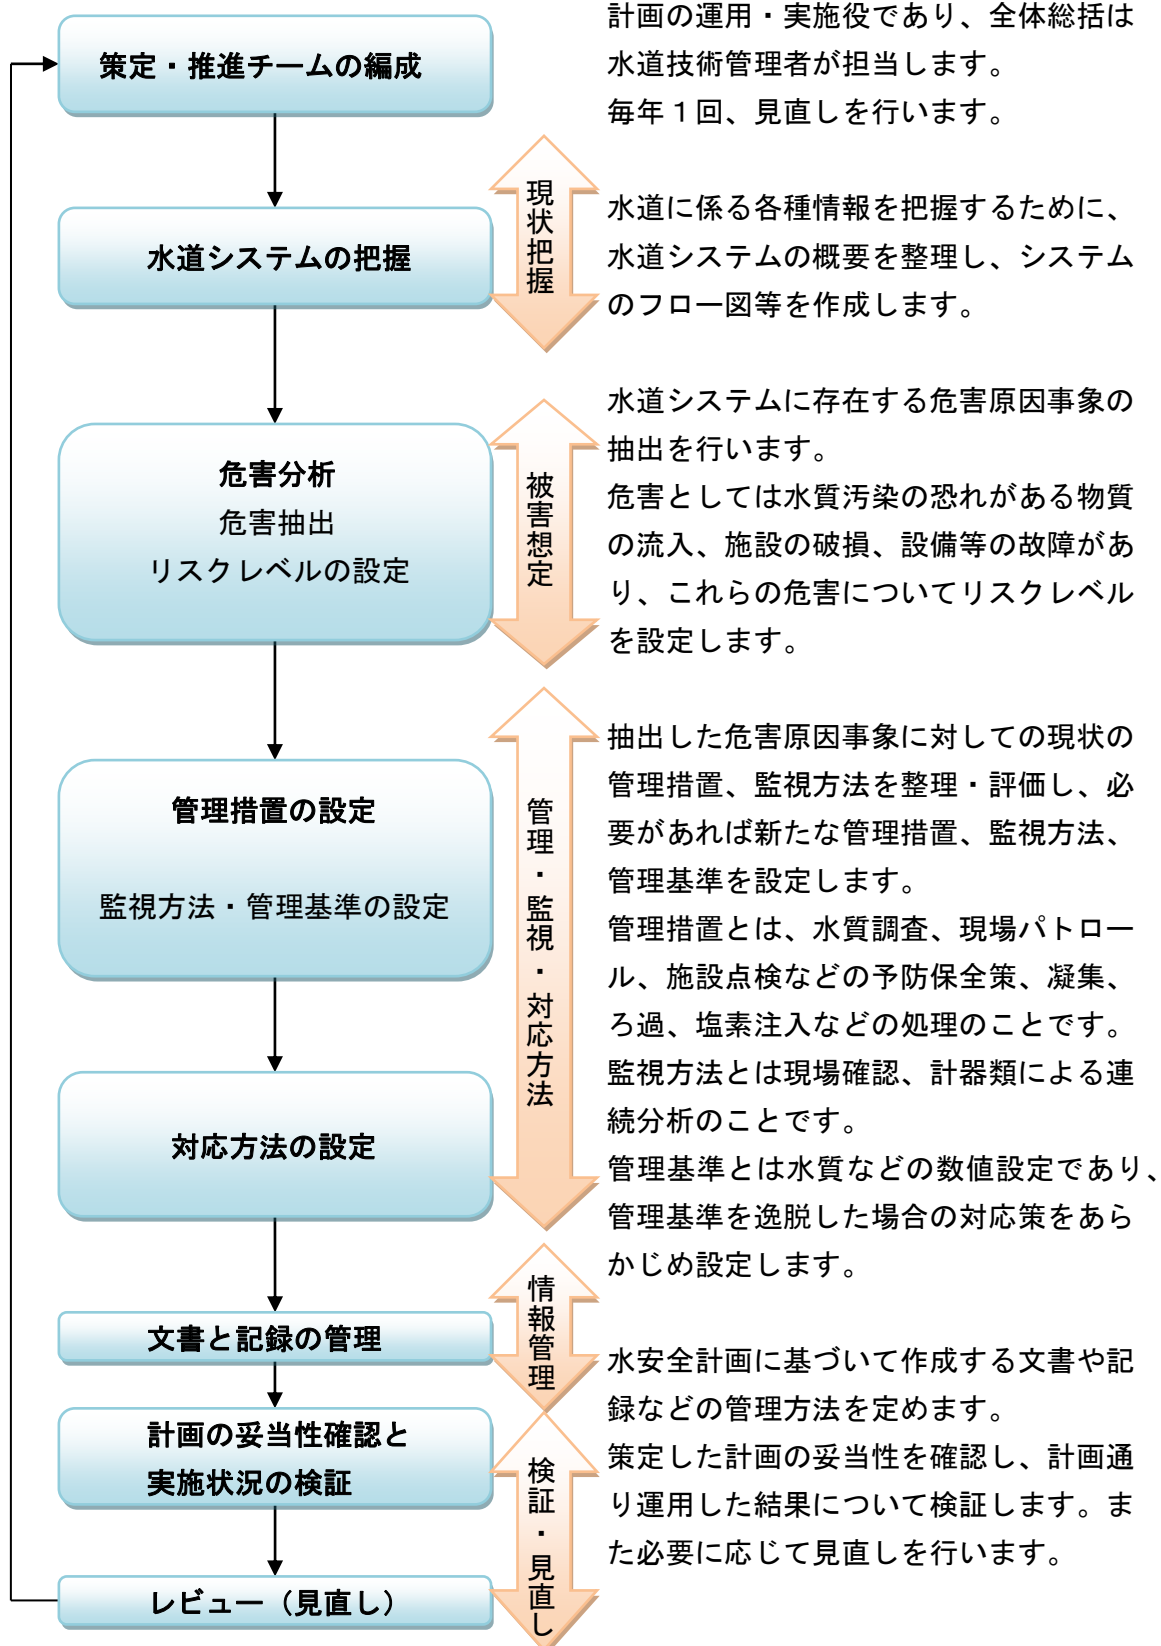 策定・推進チームの編成
計画の運用・実施役であり、全体総括は
水道技術管理者が担当します。
毎年１回、見直しを行います。
水道システムの把握
現状把握
水道に係る各種情報を把握するために、
水道システムの概要を整理し、システム
のフロー図等を作成します。
危害分析
危害抽出
リスクレベルの設定
被害想定
水道システムに存在する危害原因事象の
抽出を行います。
危害としては水質汚染の恐れがある物質
の流入、施設の破損、設備等の故障があ
り、これらの危害についてリスクレベル
を設定します。
管理措置の設定
監視方法・管理基準の設定
対応方法の設定
管理・監視・対応方法
抽出した危害原因事象に対しての現状の
管理措置、監視方法を整理・評価し、必
要があれば新たな管理措置、監視方法、
管理基準を設定します。
管理措置とは、水質調査、現場パトロー
ル、施設点検などの予防保全策、凝集、
ろ過、塩素注入などの処理のことです。
監視方法とは現場確認、計器類による連
続分析のことです。
管理基準とは水質などの数値設定であり、
管理基準を逸脱した場合の対応策をあら
かじめ設定します。
文書と記録の管理
情報管理
水安全計画に基づいて作成する文書や記
録などの管理方法を定めます。
計画の妥当性確認と
実施状況の検証
レビュー（見直し）
検証・見直し
策定した計画の妥当性を確認し、計画通
り運用した結果について検証します。ま
た必要に応じて見直しを行います。